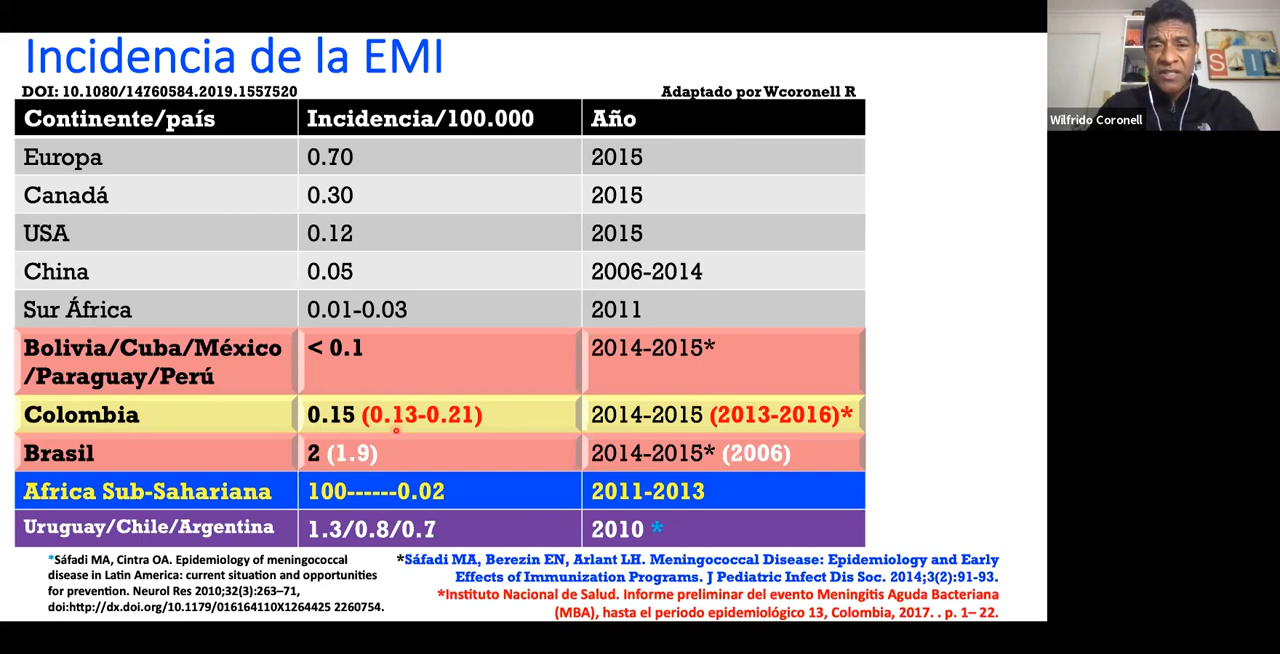 Incidencia de la EMI
DOI: 10.1080/14760584.2019.1557520
Adaptado por Wcoronell R
Continente/país Incidencia/100.000 Año
Europa 0.70 2015
Canadá 0.30 2015
USA 0.12 2015
China 0.05 2006-2014
Sur África 0.01-0.03 2011
Bolivia/Cuba/México < 0.1 2014-2015*
/Paraguay/Perú
Colombia 0.15 (0.13-0.21) 2014-2015 (2013-2016)*
Brasil 2 (1.9) 2014-2015* (2006)
Africa Sub-Sahariana 100------0.02 2011-2013
Uruguay/Chile/Argentina 1.3/0.8/0.7 2010 *
*Sáfadi MA, Cintra OA. Epidemiology of meningococcal
disease in Latin America: current situation and opportunities
for prevention. Neurol Res 2010;32(3):263–71,
doi:http://dx.doi.org/10.1179/016164110X1264425 2260754.
*Sáfadi MA, Berezin EN, Arlant LH. Meningococcal Disease: Epidemiology and Early
Effects of Immunization Programs. J Pediatric Infect Dis Soc. 2014;3(2):91-93.
*Instituto Nacional de Salud. Informe preliminar del evento Meningitis Aguda Bacteriana
(MBA), hasta el periodo epidemiológico 13, Colombia, 2017. . p. 1– 22.
Wilfrido Coronell